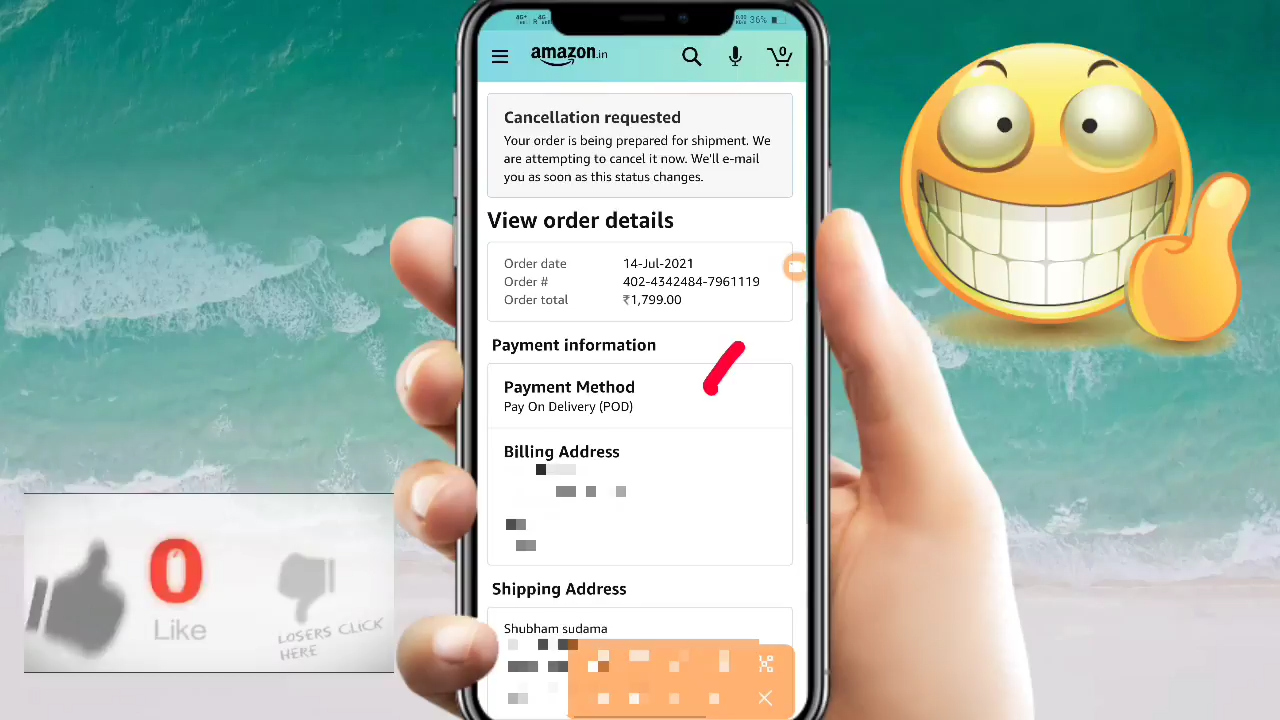 4G+ 4G
R
36%
amazon.in
0
Cancellation requested
Your order is being prepared for shipment. We
are attempting to cancel it now. We'll e-mail
you as soon as this status changes.
View order details
Order date 14-Jul-2021
Order # 402-4342484-7961119
Order total ₹1,799.00
Payment information
Payment Method
Pay On Delivery (POD)
Billing Address
Shipping Address
Shubham sudama
0
Like
LOSERS CLICK
HERE